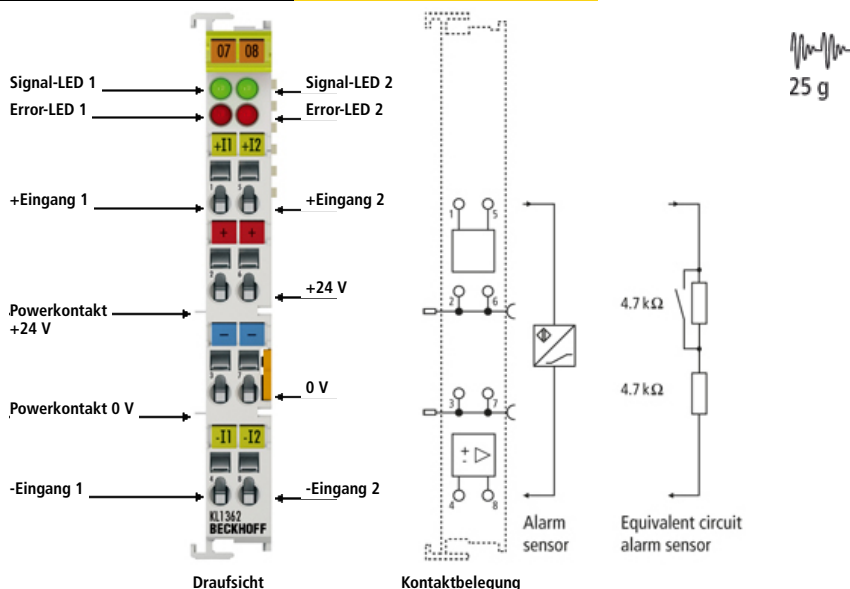 07 08
Signal-LED 1
Signal-LED 2
Error-LED 1
Error-LED 2
+I1 +I2
+Eingang 1
+Eingang 2
1 5
+ +
+24 V
Powerkontakt
+24 V
- -
0 V
Powerkontakt 0 V
-I1 -I2
-Eingang 1
-Eingang 2
KL1362
BECKHOFF
Draufsicht
1 5
2 6
3 7
+
-
4 8
Kontaktbelegung
Alarm
sensor
4.7 kΩ
4.7 kΩ
Equivalent circuit
alarm sensor
25 g